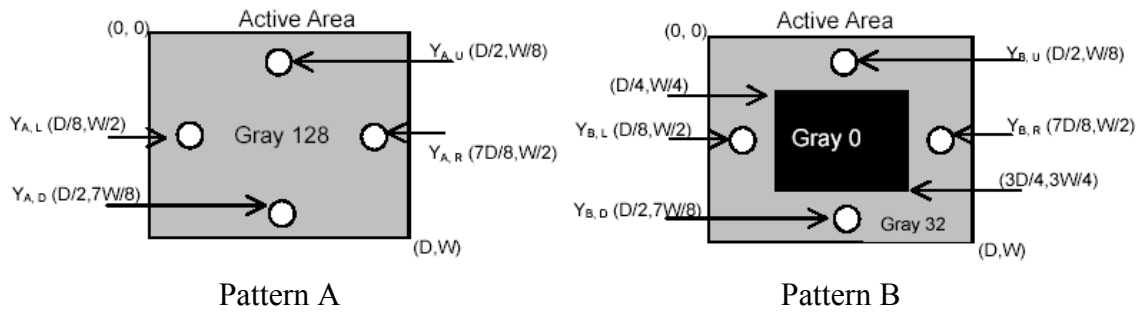 Active Area
(0, 0)
Y_A, U (D/2,W/8)
Y_A, L (D/8,W/2)
Gray 128
Y_A, R (7D/8,W/2)
Y_A, D (D/2,7W/8)
(D,W)
Pattern A
Active Area
(0, 0)
Y_B, U (D/2,W/8)
(D/4,W/4)
Y_B, L (D/8,W/2)
Gray 0
Y_B, R (7D/8,W/2)
(3D/4,3W/4)
Y_B, D (D/2,7W/8)
Gray 32
(D,W)
Pattern B